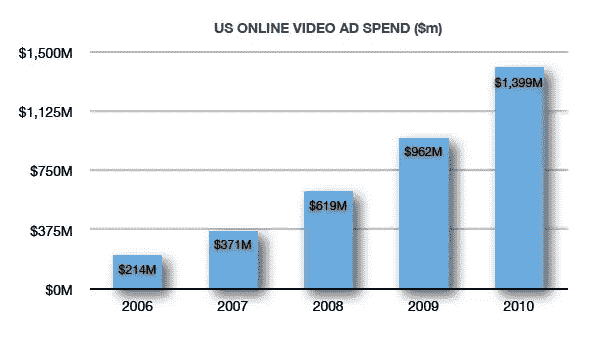 US ONLINE VIDEO AD SPEND ($m)
$1,500M
$1,125M
$750M
$375M
$0M
$214M
$371M
$619M
$962M
$1,399M
2006 2007 2008 2009 2010